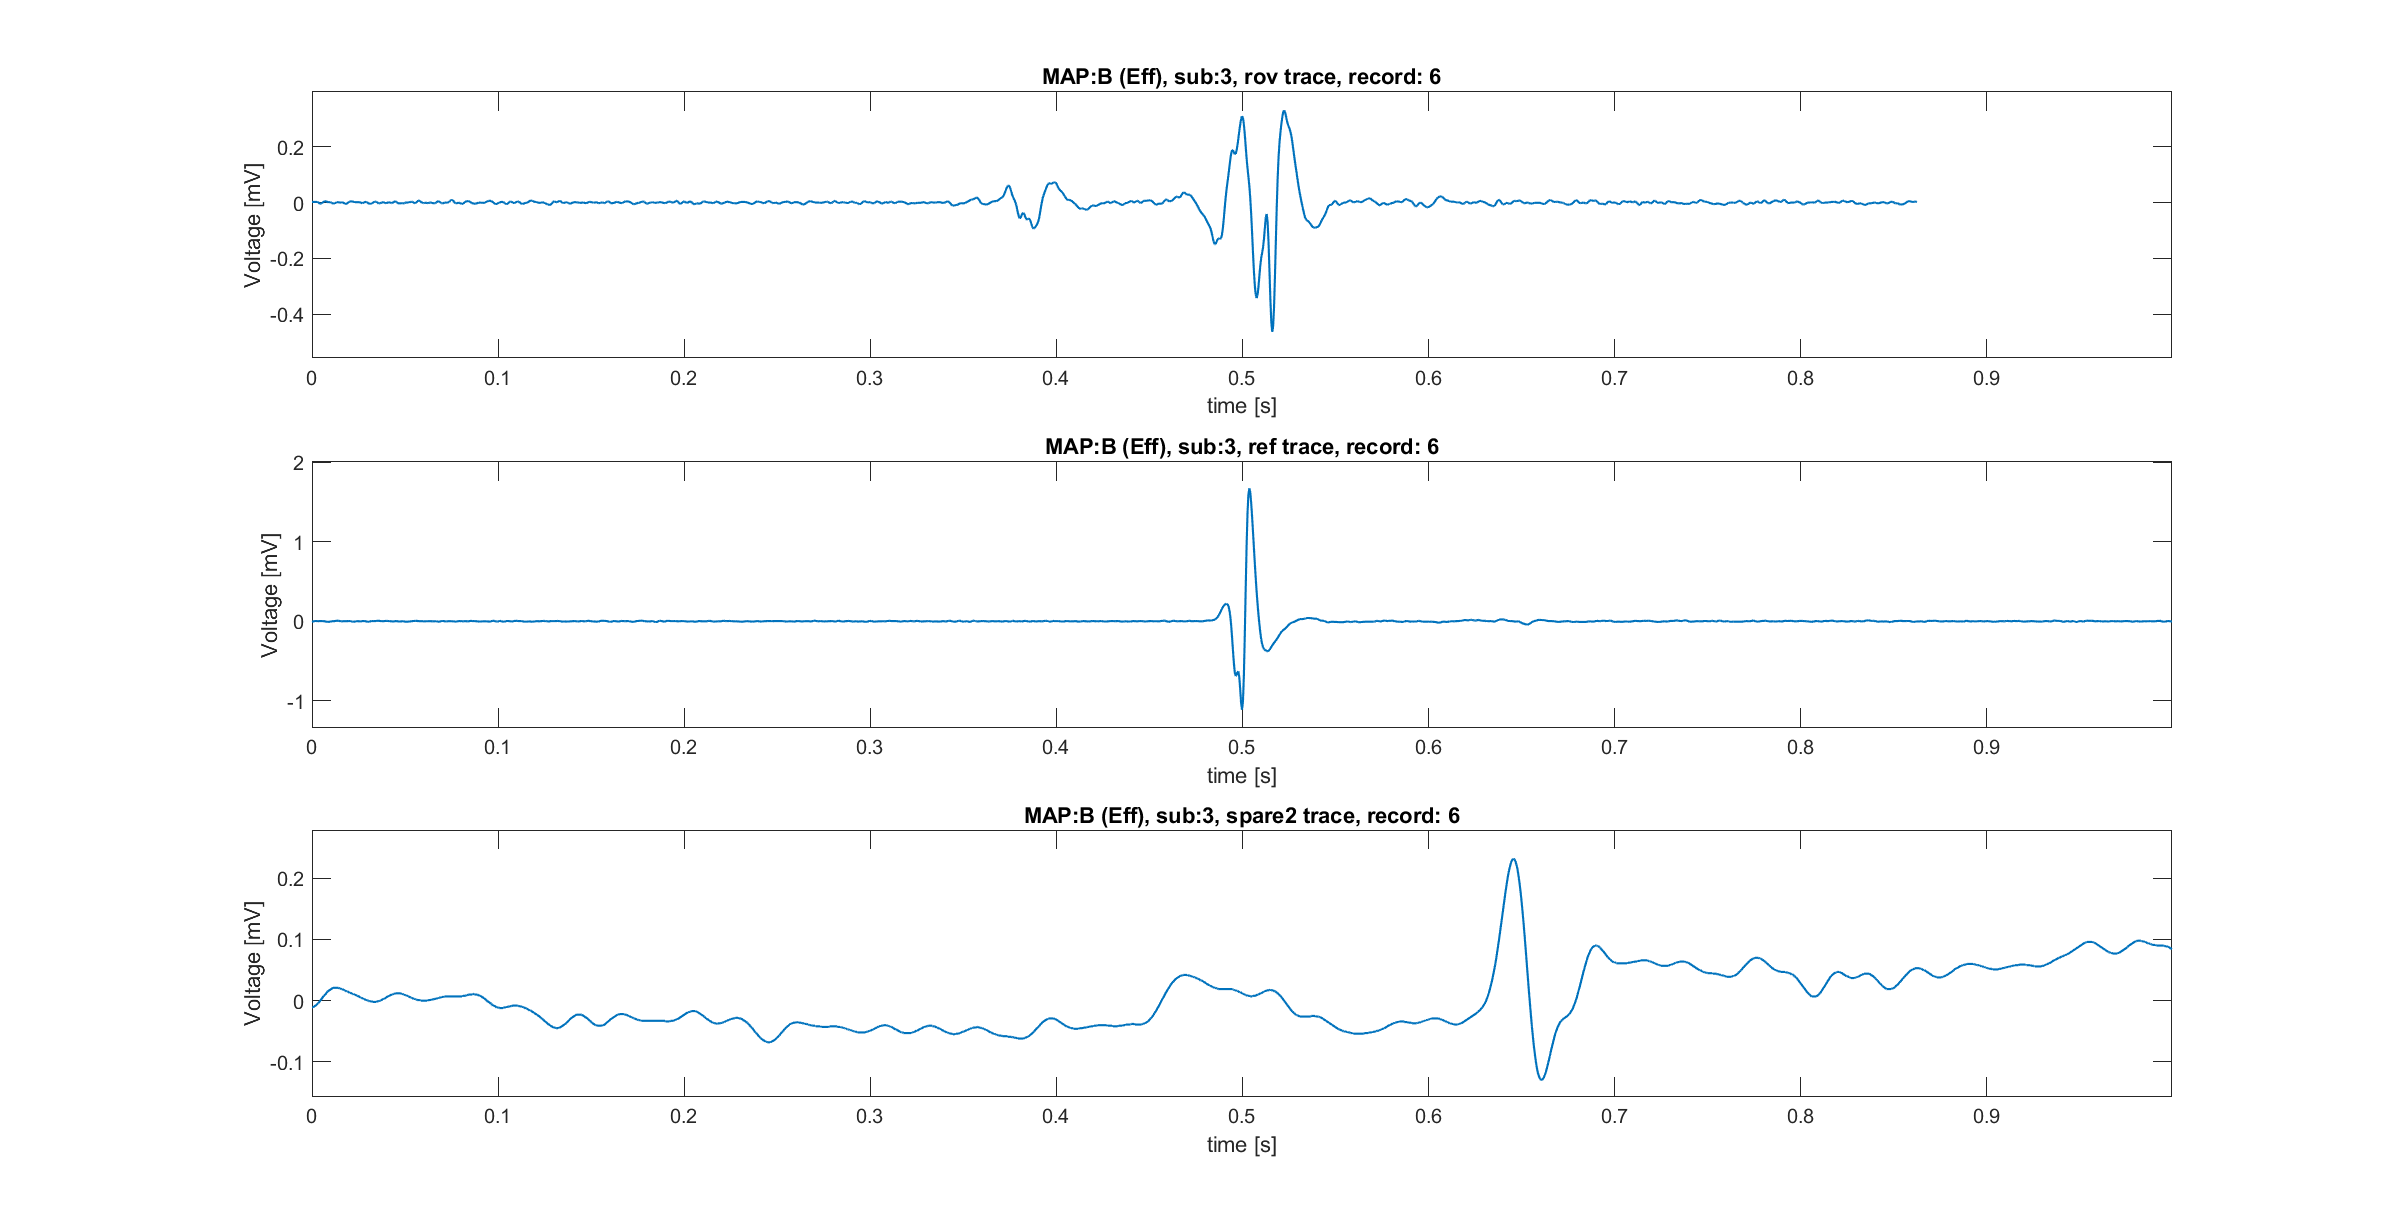 MAP:B (Eff), sub:3, rov trace, record: 6
Voltage [mV]
0.2
0
-0.2
-0.4
0 0.1 0.2 0.3 0.4 0.5 0.6 0.7 0.8 0.9
time [s]
MAP:B (Eff), sub:3, ref trace, record: 6
Voltage [mV]
2
1
0
-1
0 0.1 0.2 0.3 0.4 0.5 0.6 0.7 0.8 0.9
time [s]
MAP:B (Eff), sub:3, spare2 trace, record: 6
Voltage [mV]
0.2
0.1
0
-0.1
0 0.1 0.2 0.3 0.4 0.5 0.6 0.7 0.8 0.9
time [s]